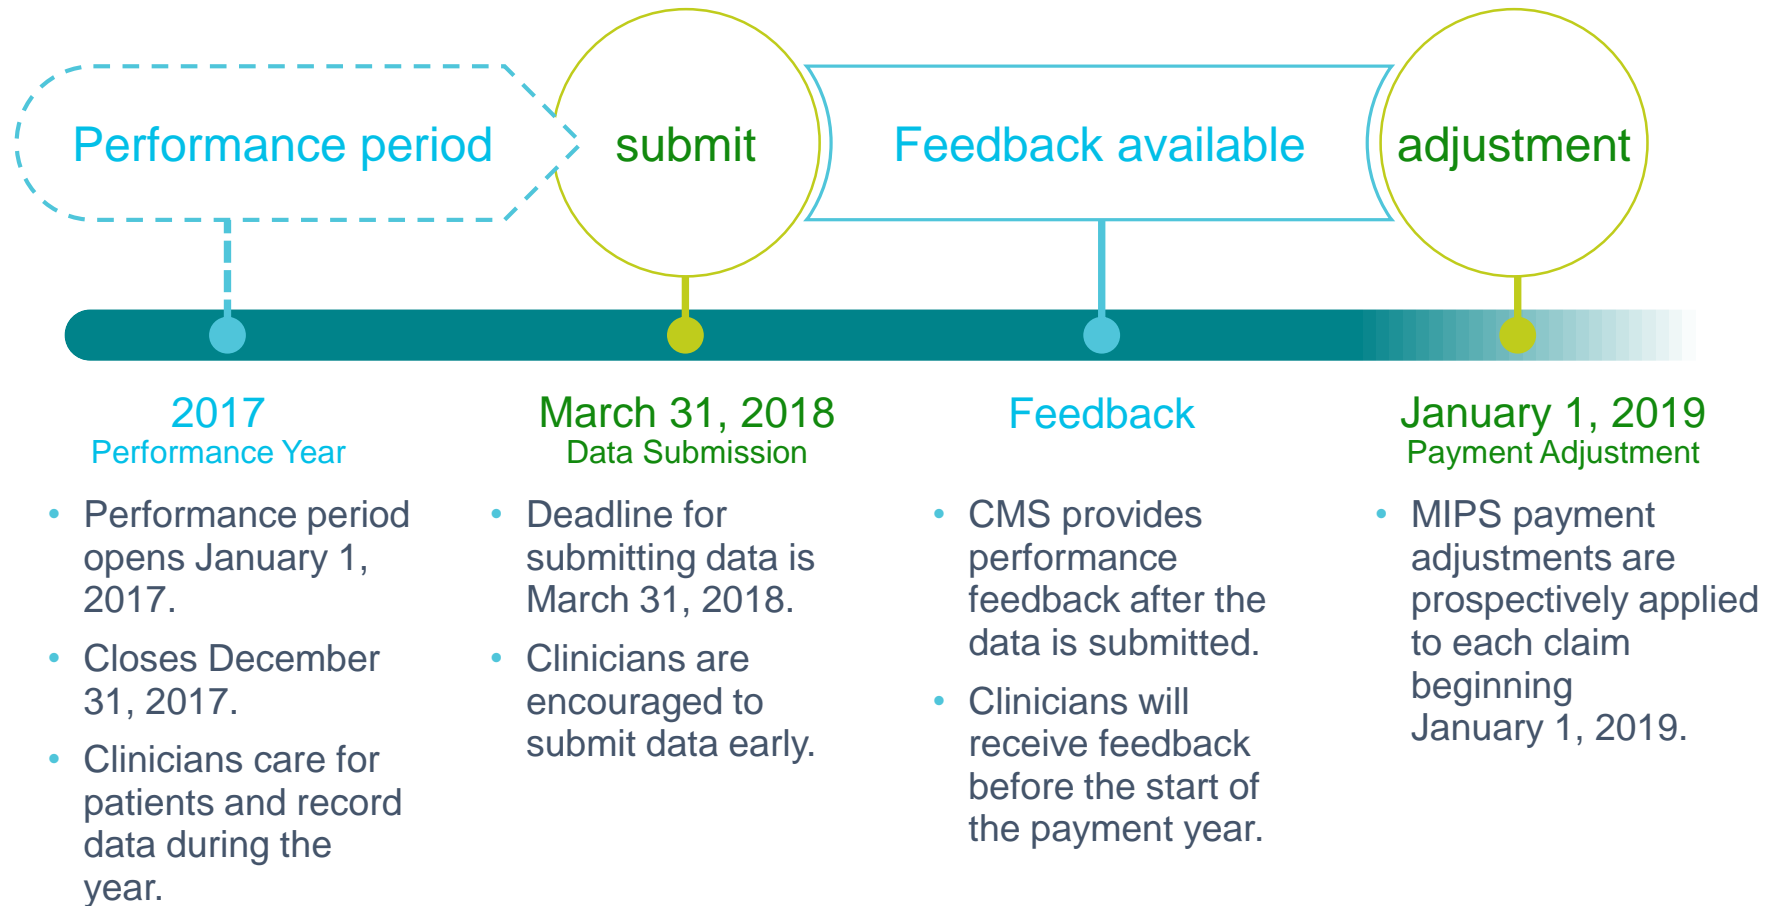 Performance period
submit
Feedback available
adjustment
2017
Performance Year
• Performance period
opens January 1,
2017.
• Closes December
31, 2017.
• Clinicians care for
patients and record
data during the
year.
March 31, 2018
Data Submission
• Deadline for
submitting data is
March 31, 2018.
• Clinicians are
encouraged to
submit data early.
Feedback
• CMS provides
performance
feedback after the
data is submitted.
• Clinicians will
receive feedback
before the start of
the payment year.
January 1, 2019
Payment Adjustment
• MIPS payment
adjustments are
prospectively applied
to each claim
beginning
January 1, 2019.